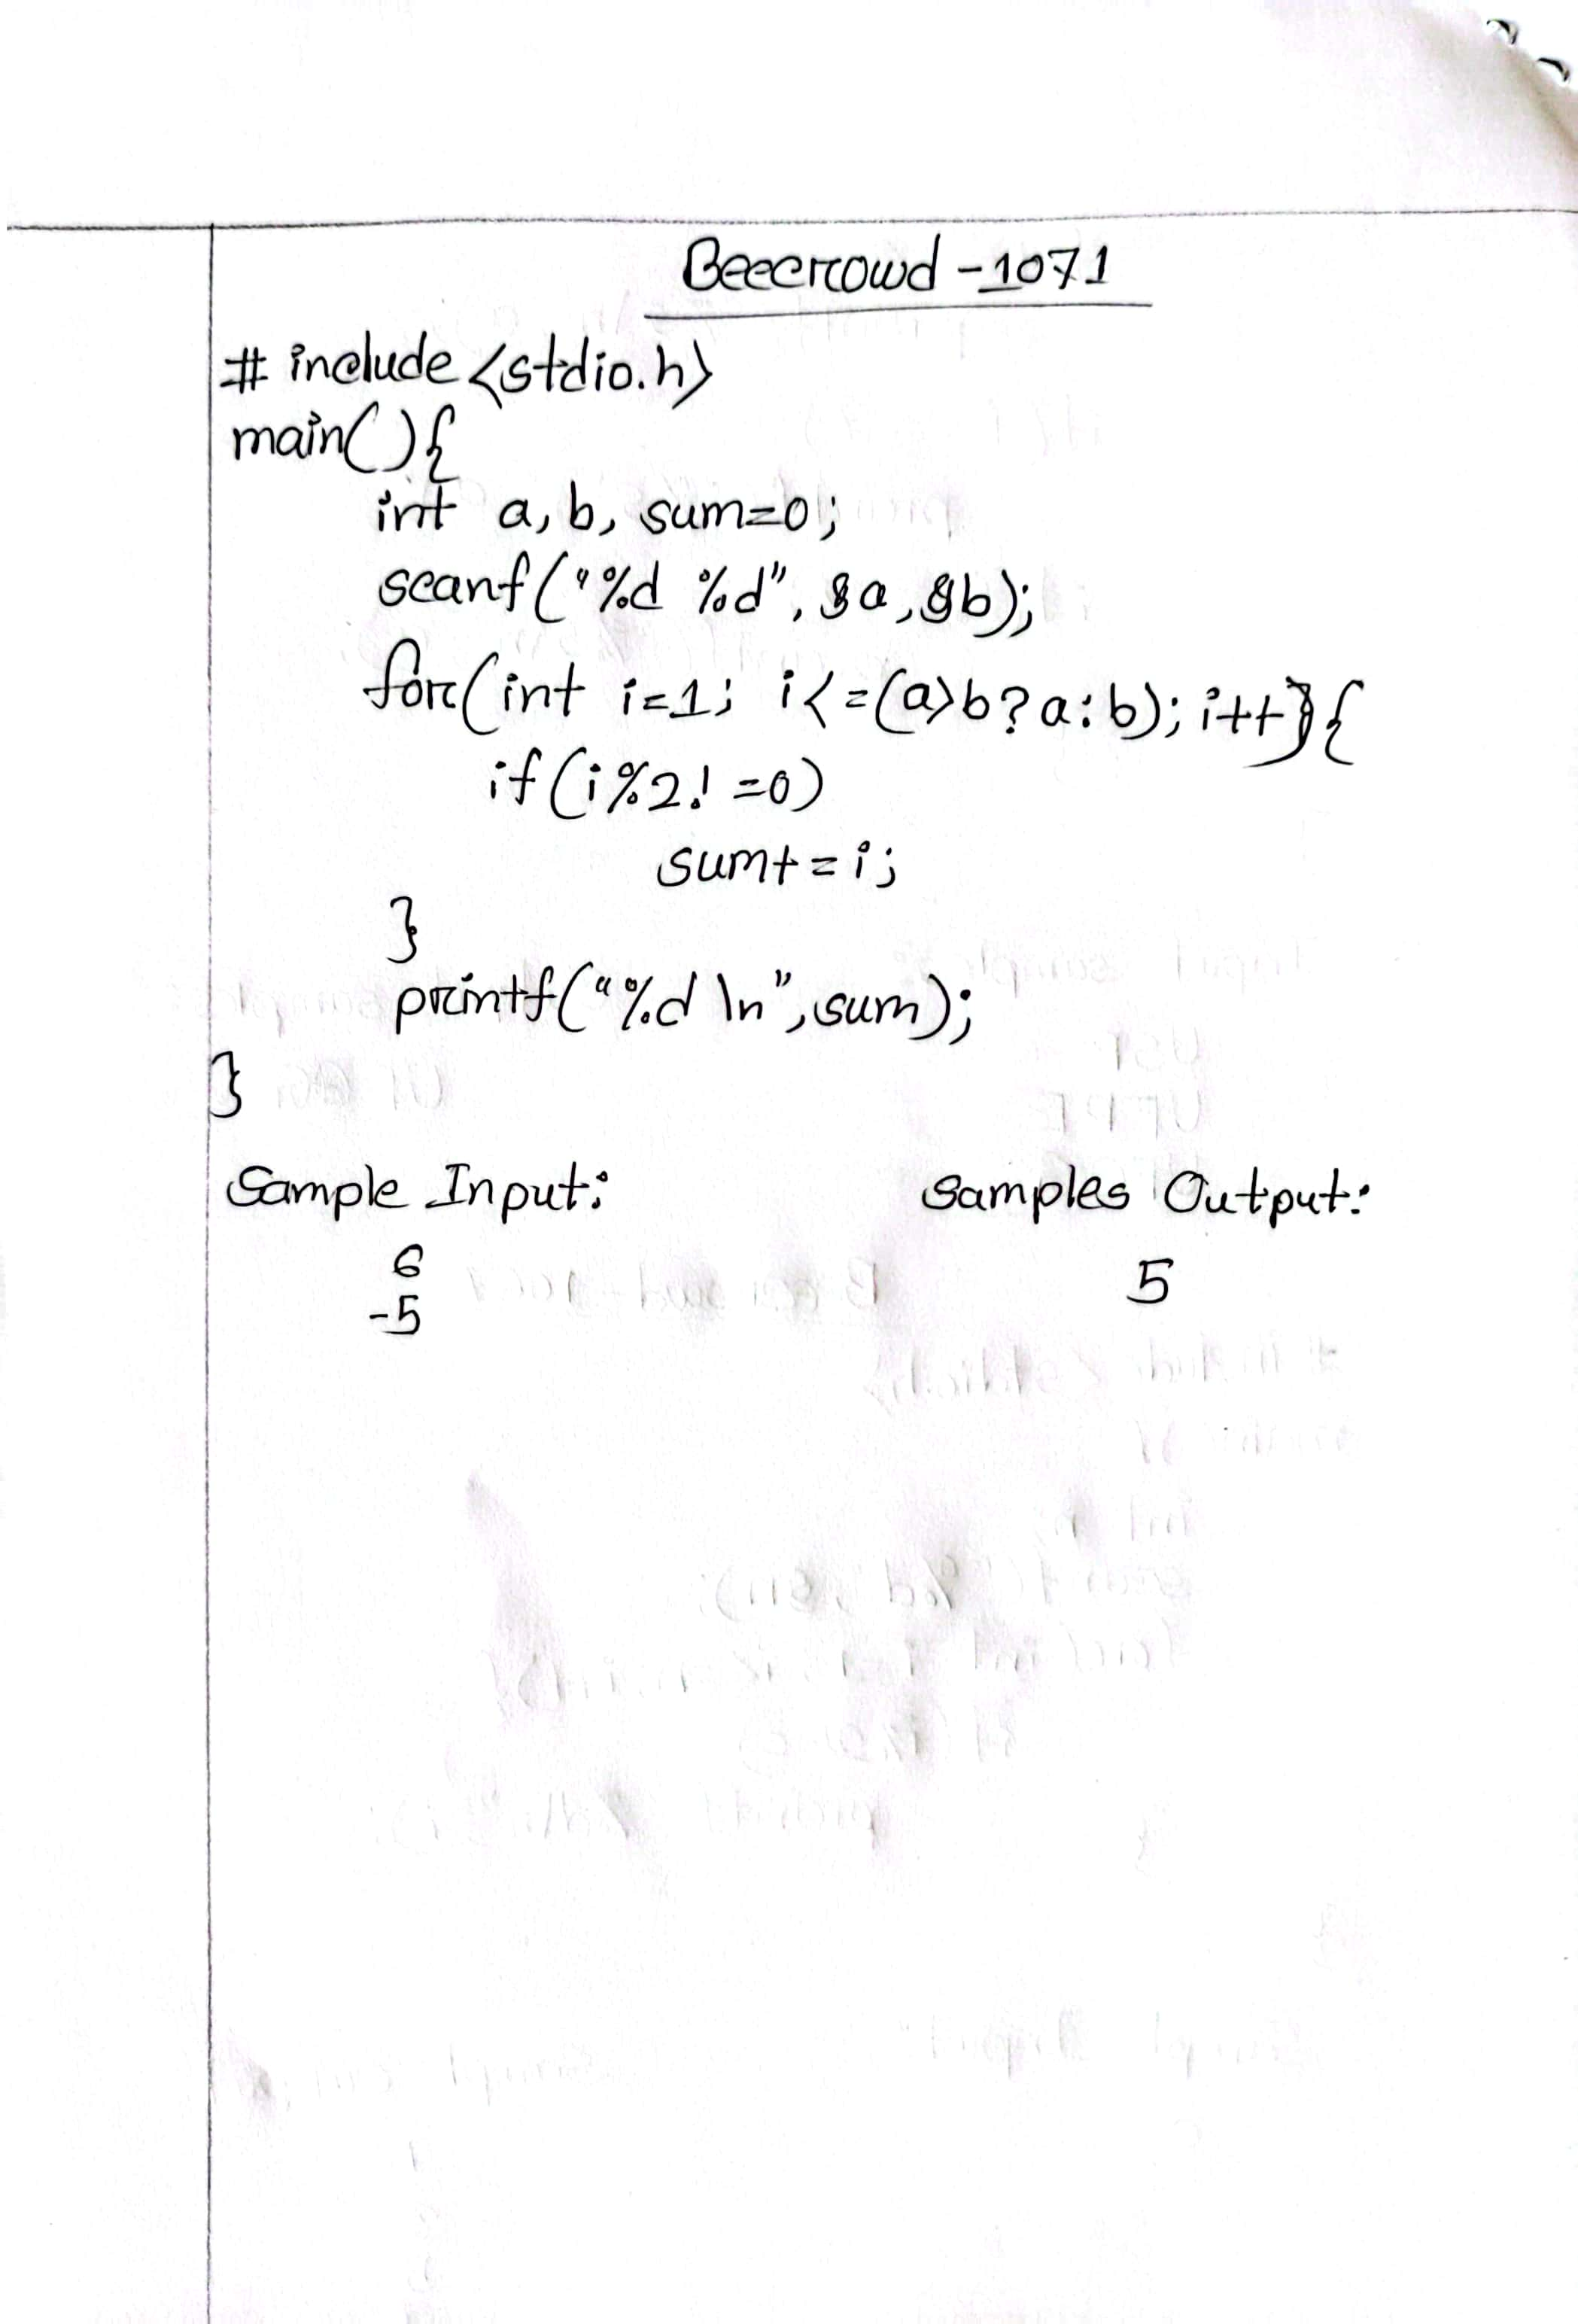 Beecrowd - 1071
# include <stdio.h>
main(){
int a, b, sum=0;
scanf("%d %d", &a, &b);
for(int i=1; i<=(a>b?a:b); i++){
if(i%2!=0)
sum+=i;
}
printf("%d \n", sum);
}
Sample Input: Samples Output:
6 5
-5